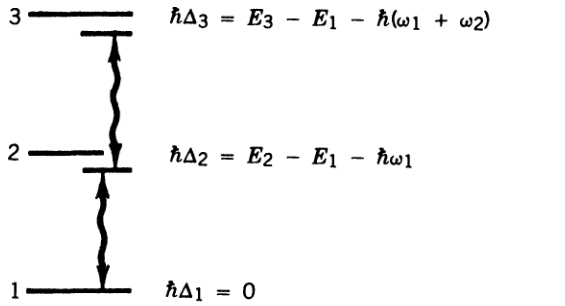 3 ℏΔ3 = E3 − E1 − ℏ(ω1 + ω2)
2 ℏΔ2 = E2 − E1 − ℏω1
1 ℏΔ1 = 0